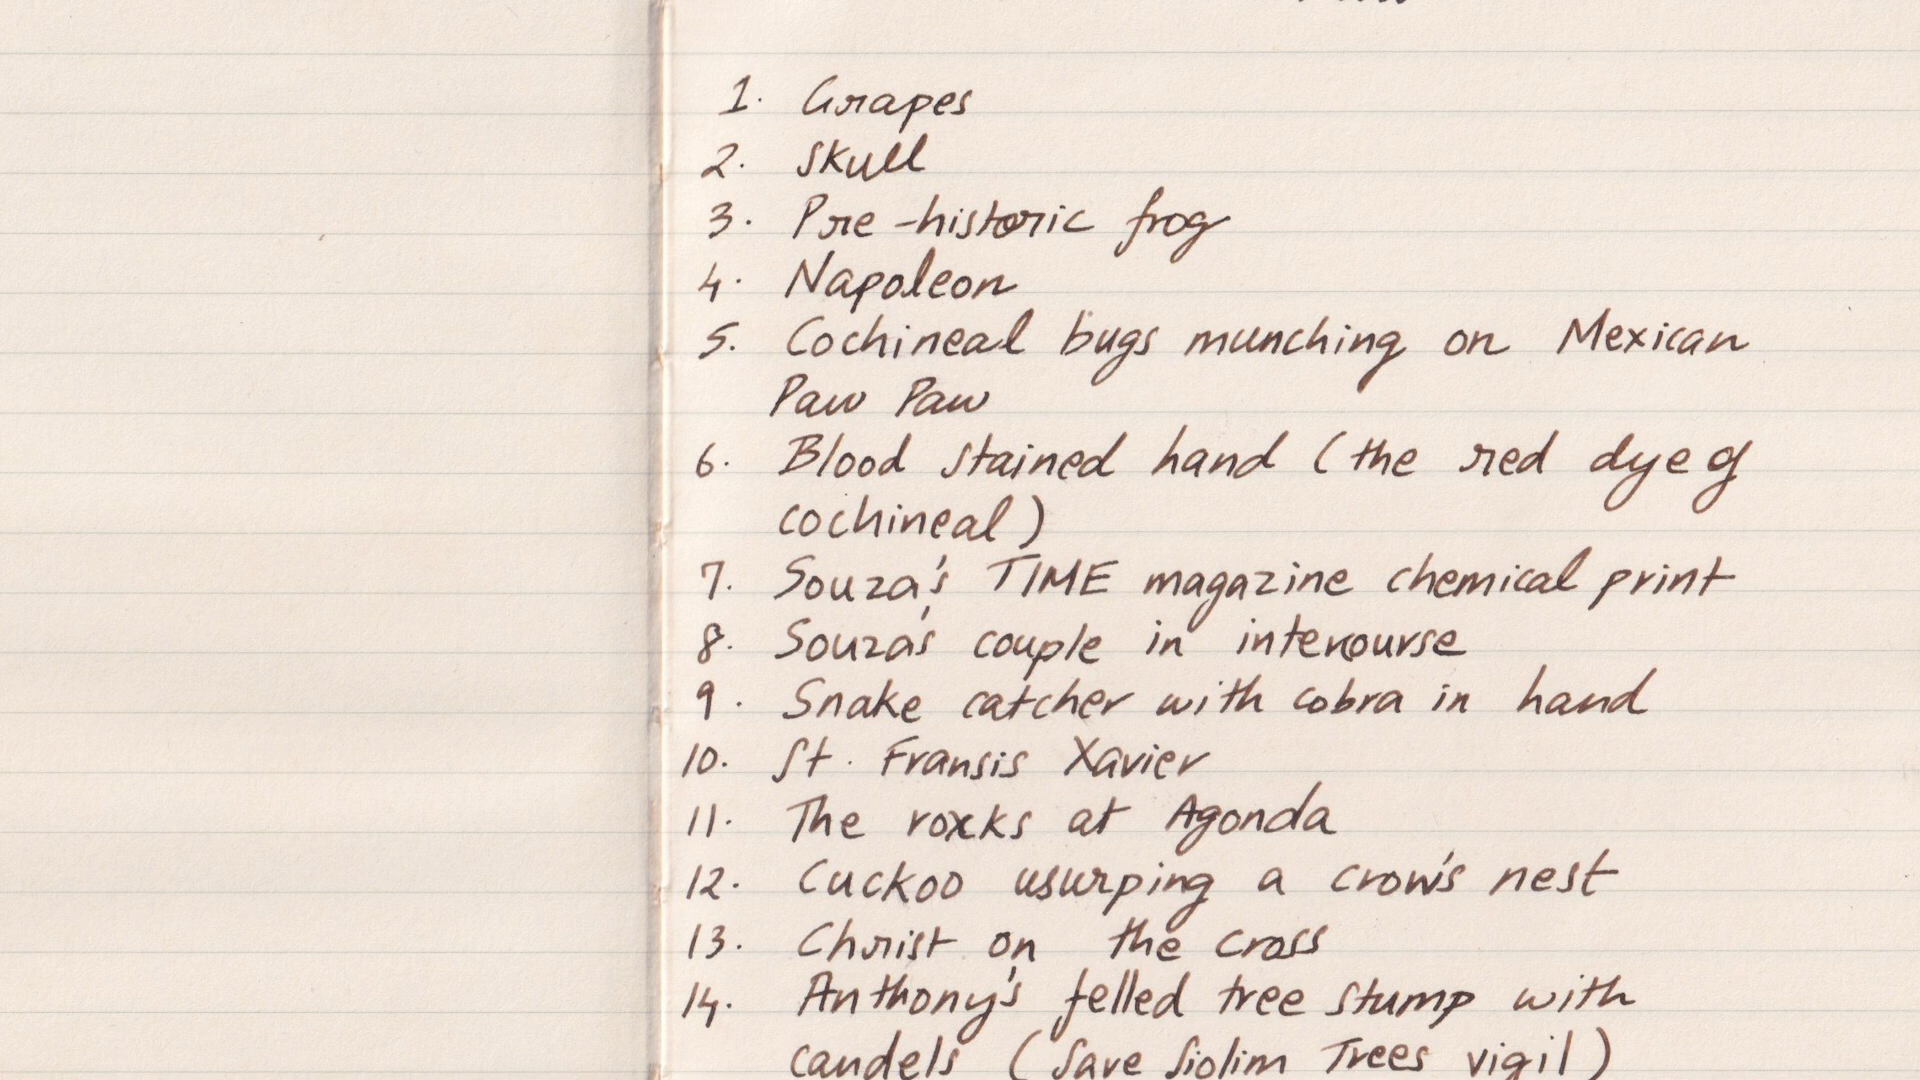 1. Grapes
2. Skull
3. Pre-historic frog
4. Napoleon
5. Cochineal bugs munching on Mexican
Paw Paw
6. Blood stained hand (the red dye of
cochineal)
7. Souza's TIME magazine chemical print
8. Souza's couple in intercourse
9. Snake catcher with cobra in hand
10. St. Fransis Xavier
11. The rocks at Agonda
12. Cuckoo usurping a crow's nest
13. Christ on the cross
14. Anthony's felled tree stump with
candels (Save Siolim Trees vigil)